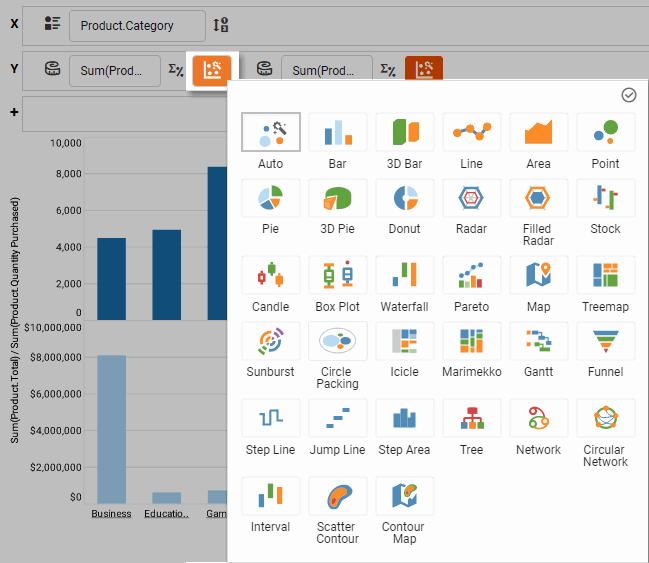 X
Product.Category
Y
Sum(Prod...
Σ%
Sum(Prod...
Σ%
+
Sum(Product.Total) / Sum(Product.Quantity Purchased)
10,000
8,000
6,000
4,000
2,000
0
$10,000,000
$8,000,000
$6,000,000
$4,000,000
$2,000,000
$0
Business
Educatio..
Gam
Auto
Bar
3D Bar
Line
Area
Point
Pie
3D Pie
Donut
Radar
Filled
Radar
Stock
Candle
Box Plot
Waterfall
Pareto
Map
Treemap
Sunburst
Circle
Packing
Icicle
Marimekko
Gantt
Funnel
Step Line
Jump Line
Step Area
Tree
Network
Circular
Network
Interval
Scatter
Contour
Contour
Map